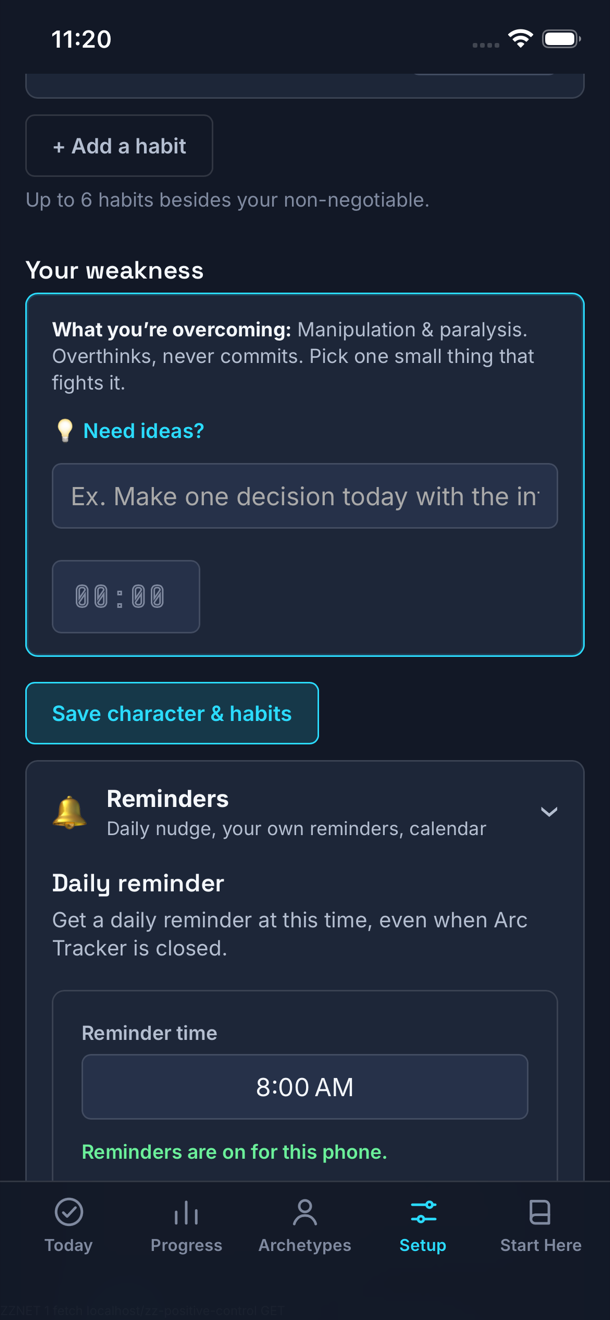 11:20
+ Add a habit
Up to 6 habits besides your non-negotiable.
Your weakness
What you’re overcoming: Manipulation & paralysis.
Overthinks, never commits. Pick one small thing that
fights it.
Need ideas?
Ex. Make one decision today with the in
00:00
Save character & habits
Reminders
Daily nudge, your own reminders, calendar
Daily reminder
Get a daily reminder at this time, even when Arc
Tracker is closed.
Reminder time
8:00 AM
Reminders are on for this phone.
Today
Progress
Archetypes
Setup
Start Here